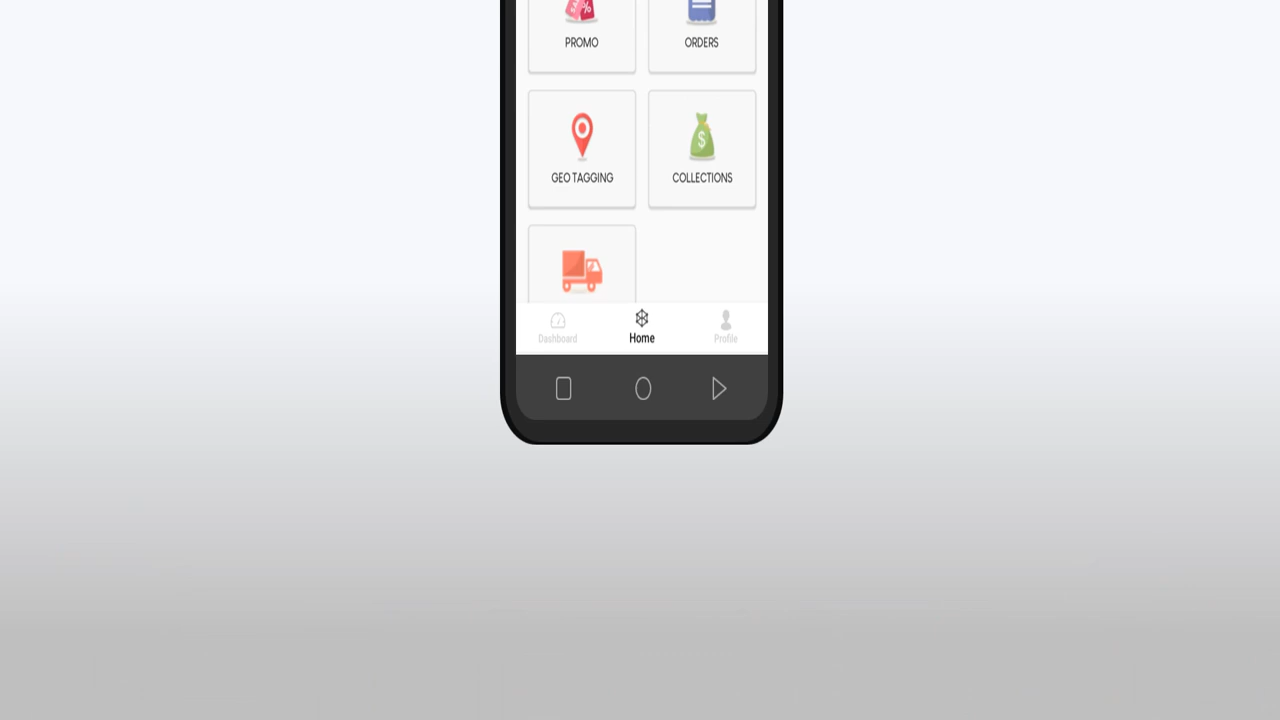 %
PROMO
ORDERS
GEO TAGGING
$
COLLECTIONS
Dashboard
Home
Profile